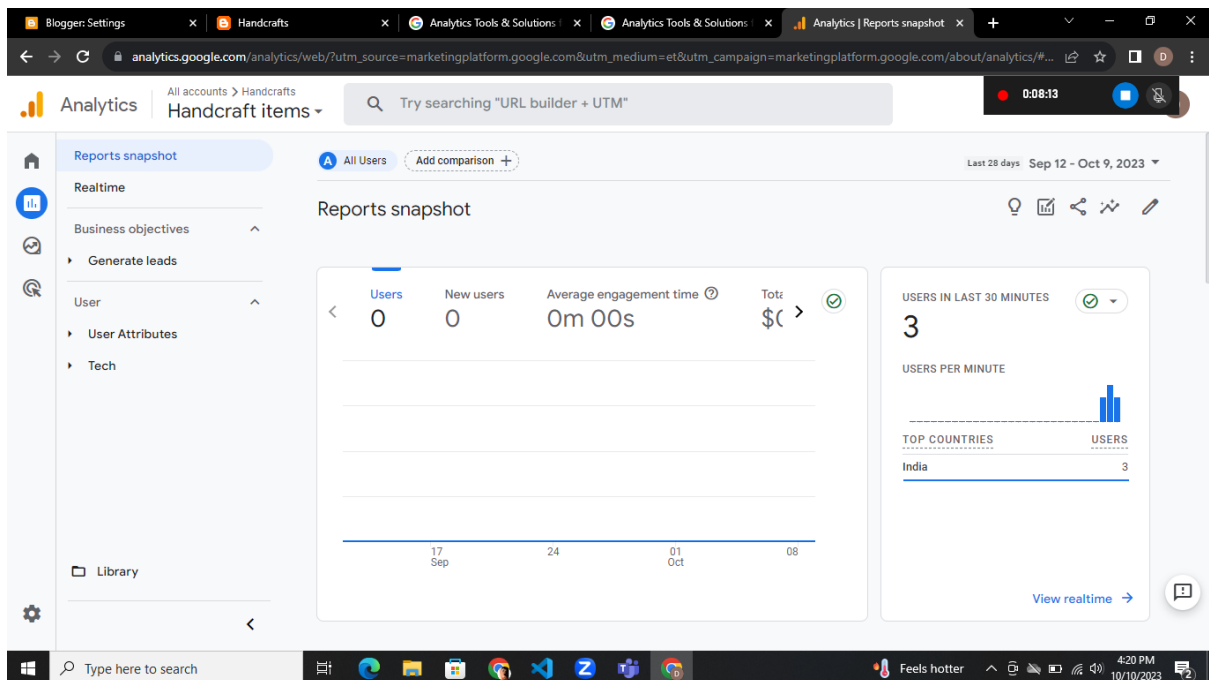 Blogger: Settings
Handcrafts
Analytics Tools & Solutions f
Analytics Tools & Solutions f
Analytics | Reports snapshot
analytics.google.com/analytics/web/?utm_source=marketingplatform.google.com&utm_medium=et&utm_campaign=marketingplatform.google.com/about/analytics/#...
D
Analytics
All accounts > Handcrafts
Handcraft items
Try searching "URL builder + UTM"
0:08:13
Reports snapshot
Realtime
Business objectives
Generate leads
User
User Attributes
Tech
Library
A All Users
Add comparison +
Last 28 days Sep 12 - Oct 9, 2023
Reports snapshot
Users
0
New users
0
Average engagement time
0m 00s
17
Sep
24
01
Oct
08
USERS IN LAST 30 MINUTES
3
USERS PER MINUTE
TOP COUNTRIES USERS
India 3
View realtime
Type here to search
Feels hotter
4:20 PM
10/10/2023
2